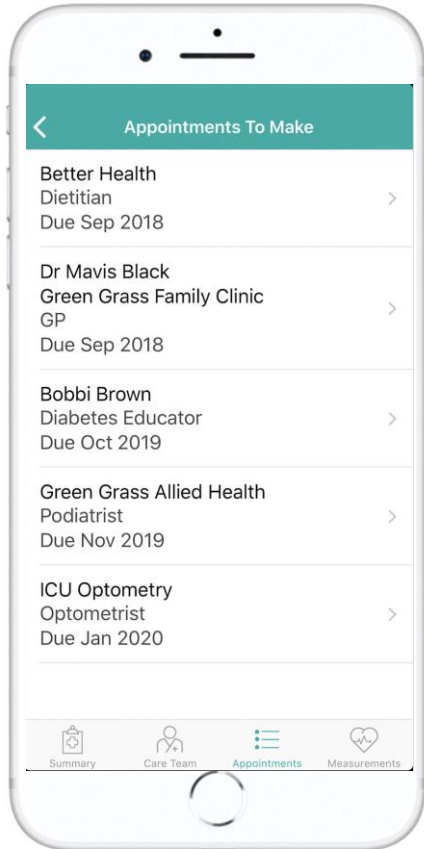 Appointments To Make
Better Health
Dietitian
Due Sep 2018
Dr Mavis Black
Green Grass Family Clinic
GP
Due Sep 2018
Bobbi Brown
Diabetes Educator
Due Oct 2019
Green Grass Allied Health
Podiatrist
Due Nov 2019
ICU Optometry
Optometrist
Due Jan 2020
Summary Care Team Appointments Measurements